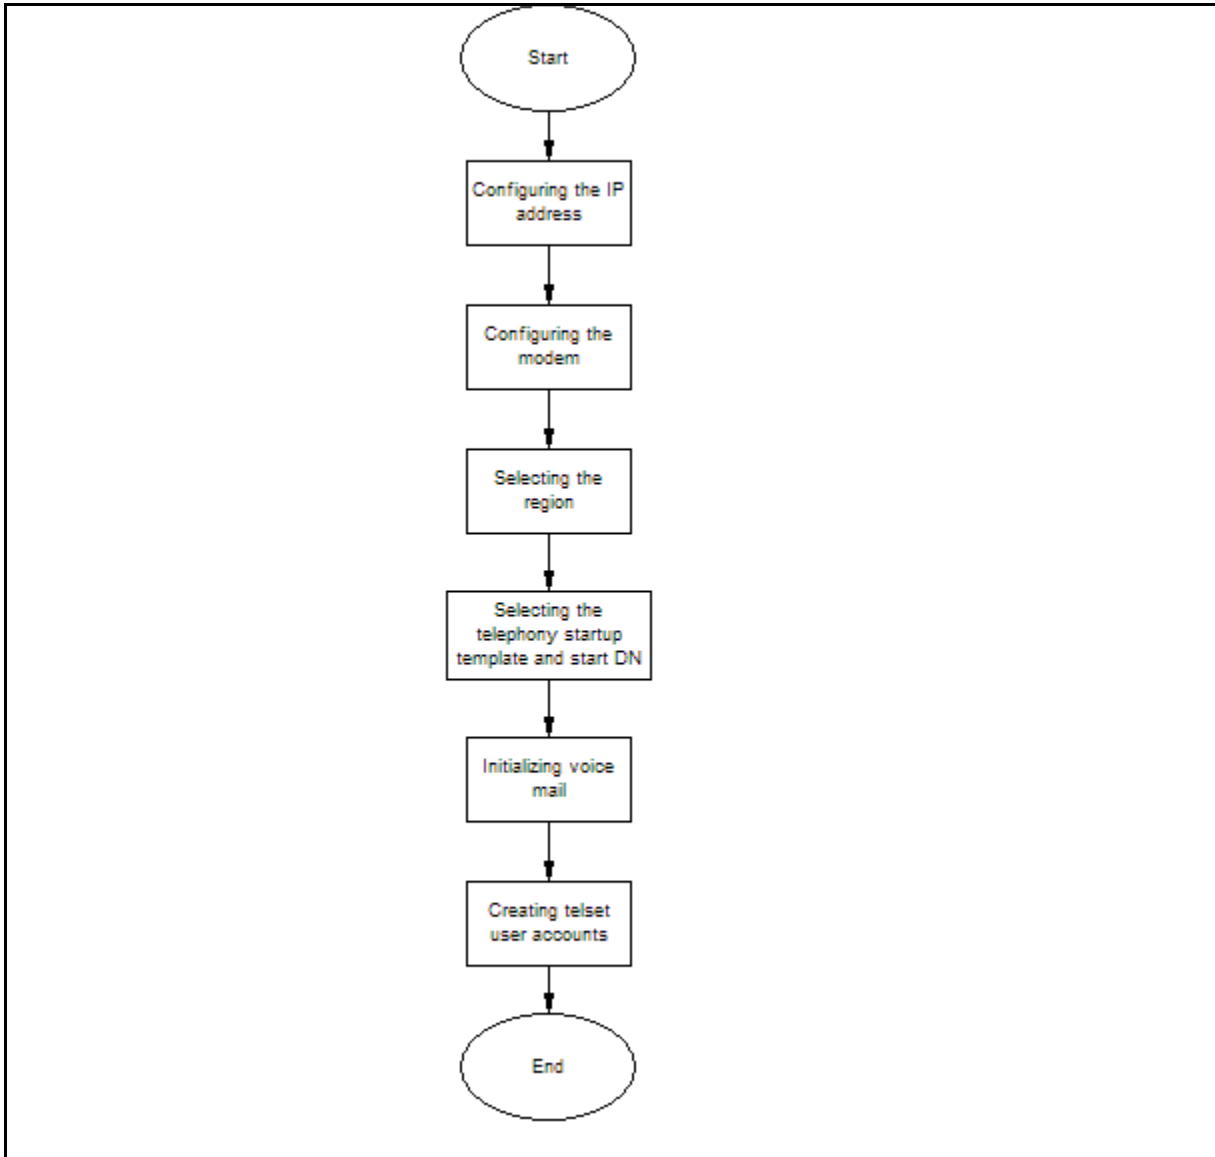 Start
Configuring the IP
address
Configuring the
modem
Selecting the
region
Selecting the
telephony startup
template and start DN
Initializing voice
mail
Creating telset
user accounts
End